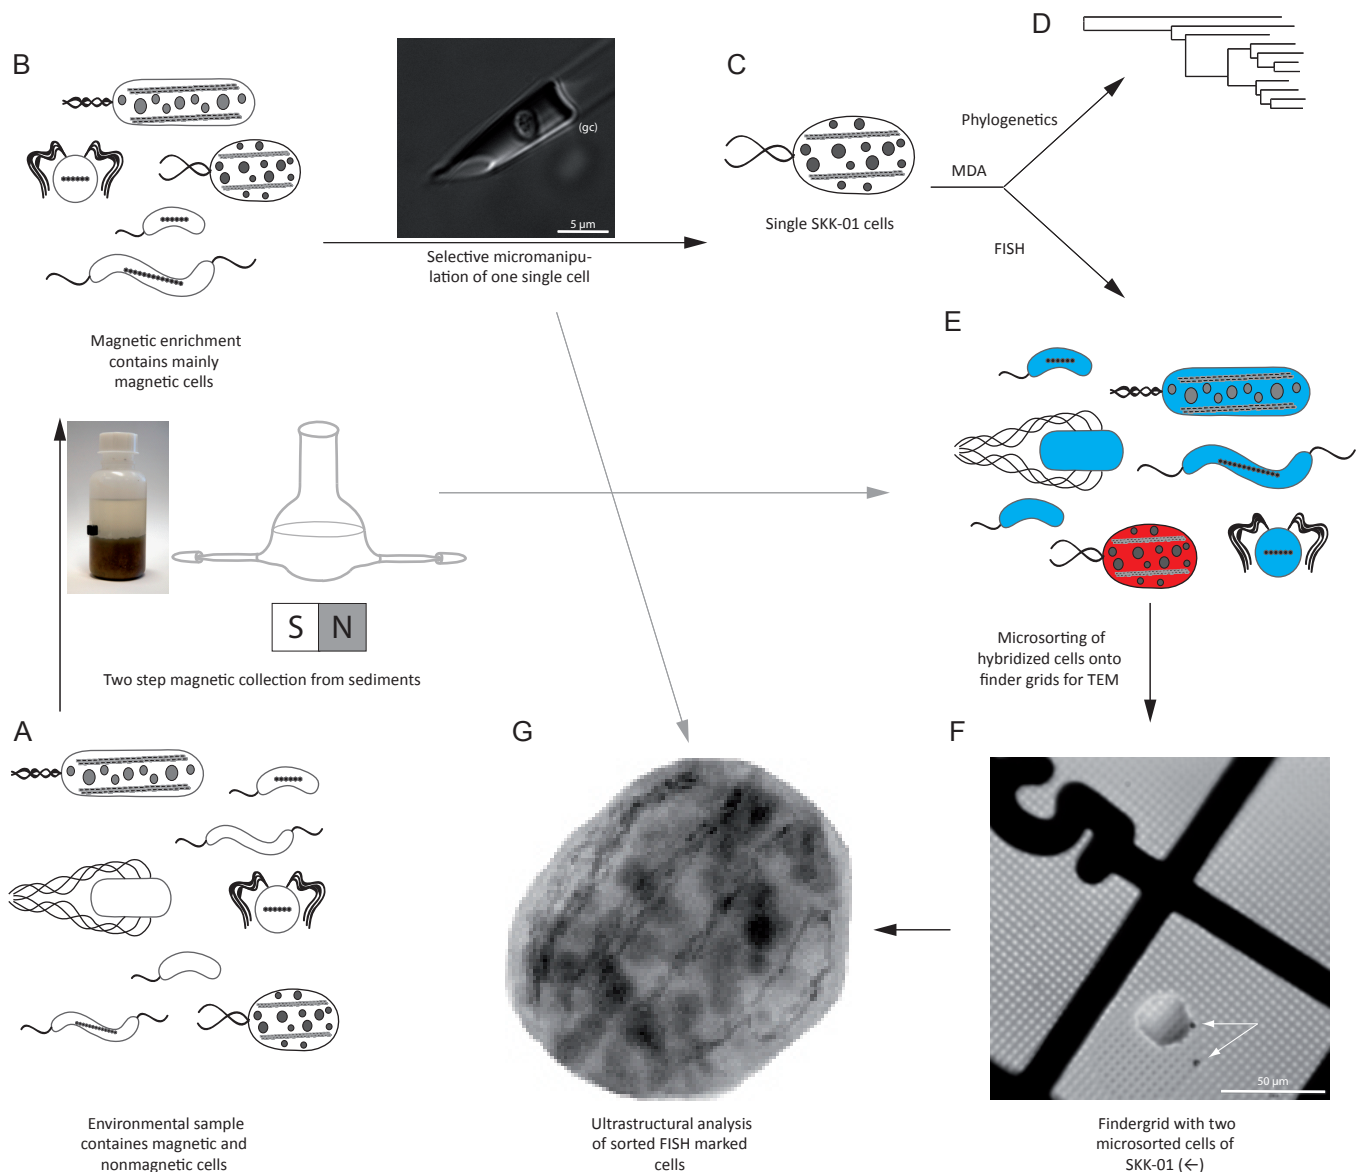 D
B
C
(gc)
Phylogenetics
MDA
5 µm
Single SKK-01 cells
FISH
Selective micromanipu-
lation of one single cell
E
Magnetic enrichment
contains mainly
magnetic cells
S N
Two step magnetic collection from sediments
Microsorting of
hybridized cells onto
finder grids for TEM
A
G
F
50 µm
Environmental sample
containes magnetic and
nonmagnetic cells
Ultrastructural analysis
of sorted FISH marked
cells
Findergrid with two
microsorted cells of
SKK-01 (←)